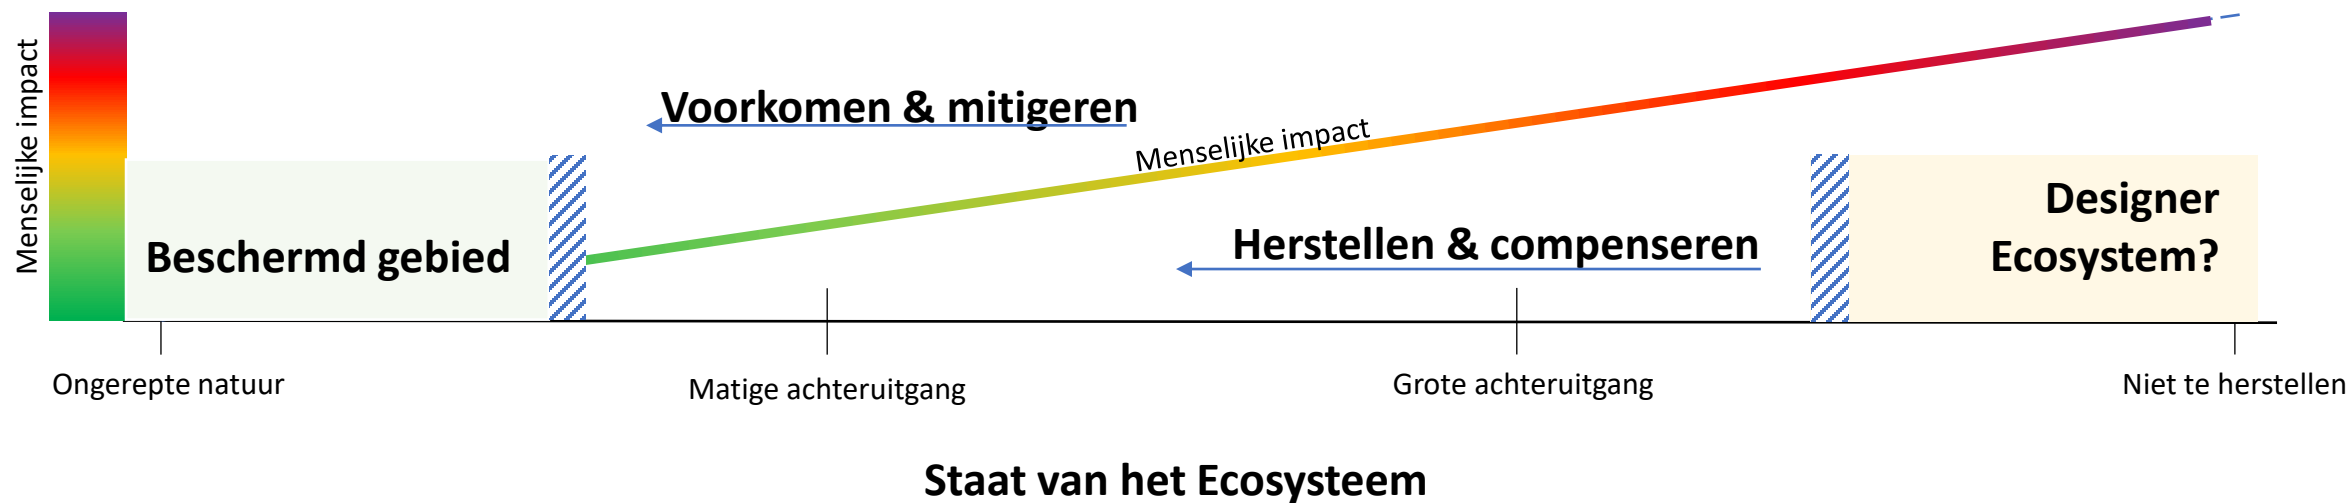 Menselijke impact
Voorkomen & mitigeren
Menselijke impact
Beschermd gebied
Herstellen & compenseren
Designer
Ecosystem?
Ongerepte natuur
Matige achteruitgang
Grote achteruitgang
Niet te herstellen
Staat van het Ecosysteem